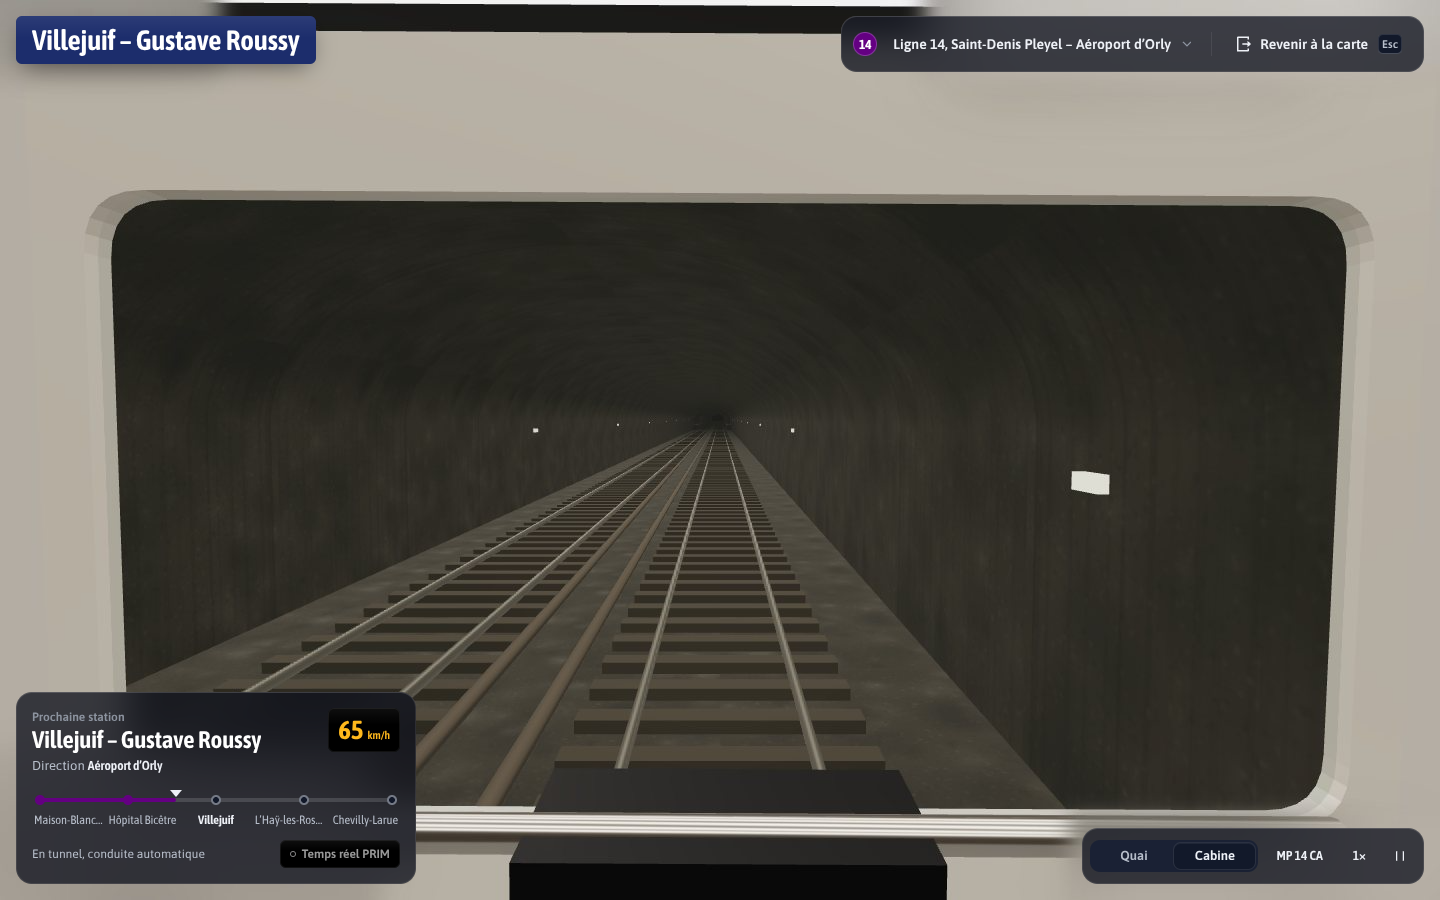 Villejuif – Gustave Roussy
14 Ligne 14, Saint-Denis Pleyel – Aéroport d'Orly
Revenir à la carte Esc
Prochaine station
Villejuif – Gustave Roussy
65 km/h
Direction Aéroport d'Orly
Maison-Blanc... Hôpital Bicêtre Villejuif L'Haÿ-les-Ros... Chevilly-Larue
En tunnel, conduite automatique
Temps réel PRIM
Quai Cabine MP 14 CA 1×